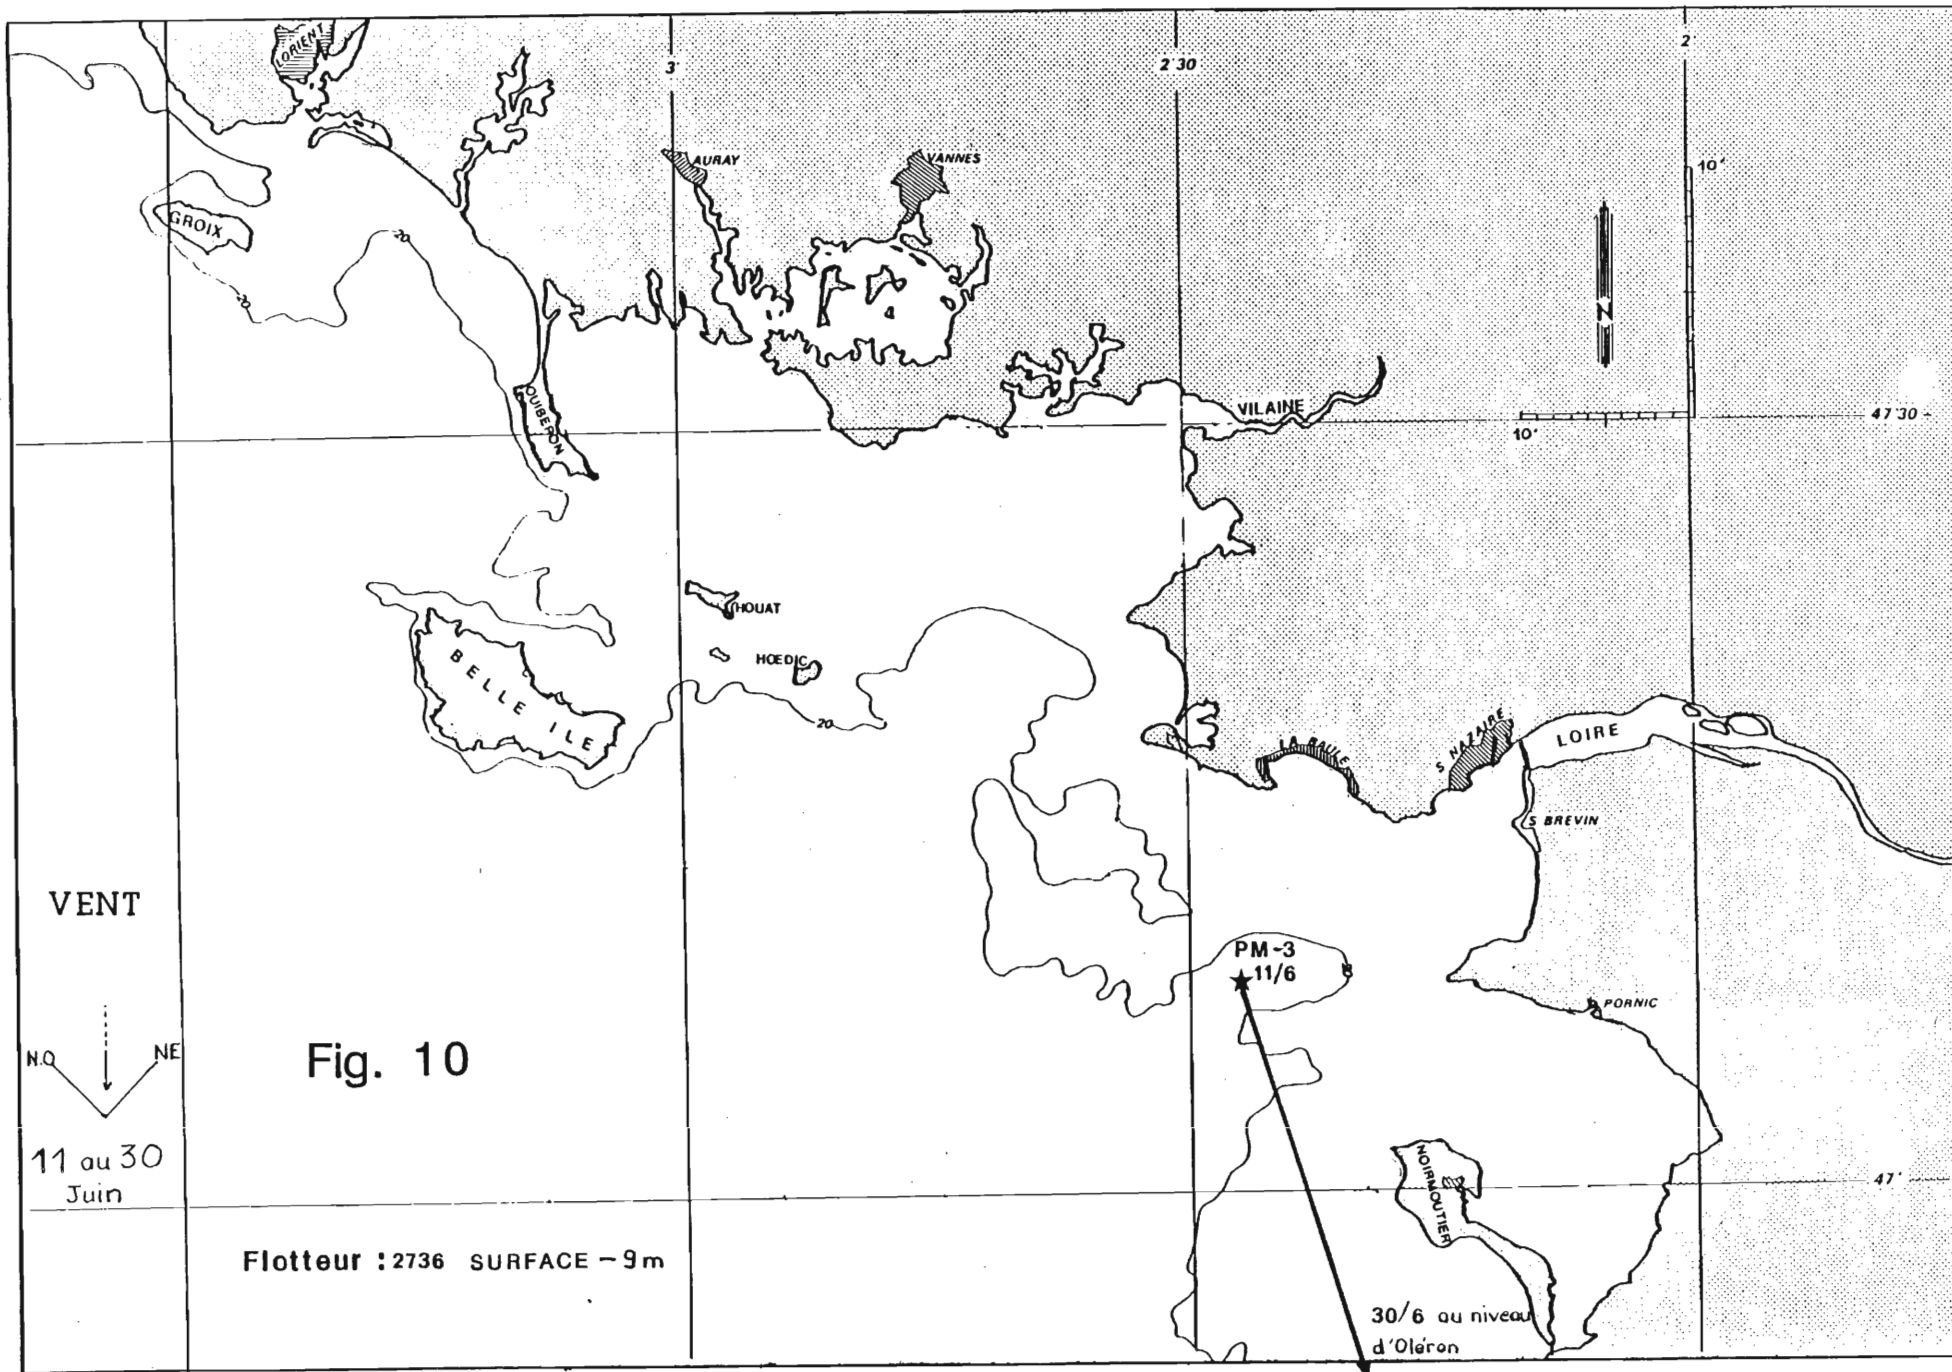 LORIENT
3'
2°30
2'
AURAY
VANNES
10'
GROIX
20
20
N
QUIBERON
VILAINE
10'
47'30
HOUAT
HŒDIC
BELLE ILE
20
LA BAULE
S NAZAIRE
LOIRE
S BREVIN
VENT
PM-3
11/6
PORNIC
N.O
NE
Fig. 10
11 au 30
Juin
NOIRMOUTIER
47'
Flotteur : 2736 SURFACE - 9m
30/6 au niveau
d'Oléron